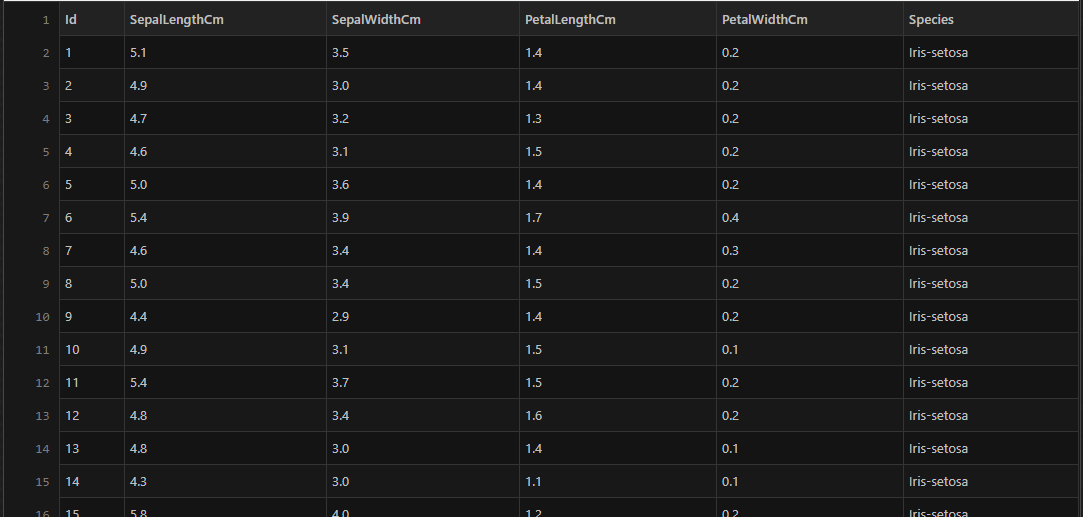 1 Id SepalLengthCm SepalWidthCm PetalLengthCm PetalWidthCm Species
2 1 5.1 3.5 1.4 0.2 Iris-setosa
3 2 4.9 3.0 1.4 0.2 Iris-setosa
4 3 4.7 3.2 1.3 0.2 Iris-setosa
5 4 4.6 3.1 1.5 0.2 Iris-setosa
6 5 5.0 3.6 1.4 0.2 Iris-setosa
7 6 5.4 3.9 1.7 0.4 Iris-setosa
8 7 4.6 3.4 1.4 0.3 Iris-setosa
9 8 5.0 3.4 1.5 0.2 Iris-setosa
10 9 4.4 2.9 1.4 0.2 Iris-setosa
11 10 4.9 3.1 1.5 0.1 Iris-setosa
12 11 5.4 3.7 1.5 0.2 Iris-setosa
13 12 4.8 3.4 1.6 0.2 Iris-setosa
14 13 4.8 3.0 1.4 0.1 Iris-setosa
15 14 4.3 3.0 1.1 0.1 Iris-setosa
16 15 5.8 4.0 1.2 0.2 Iris-setosa